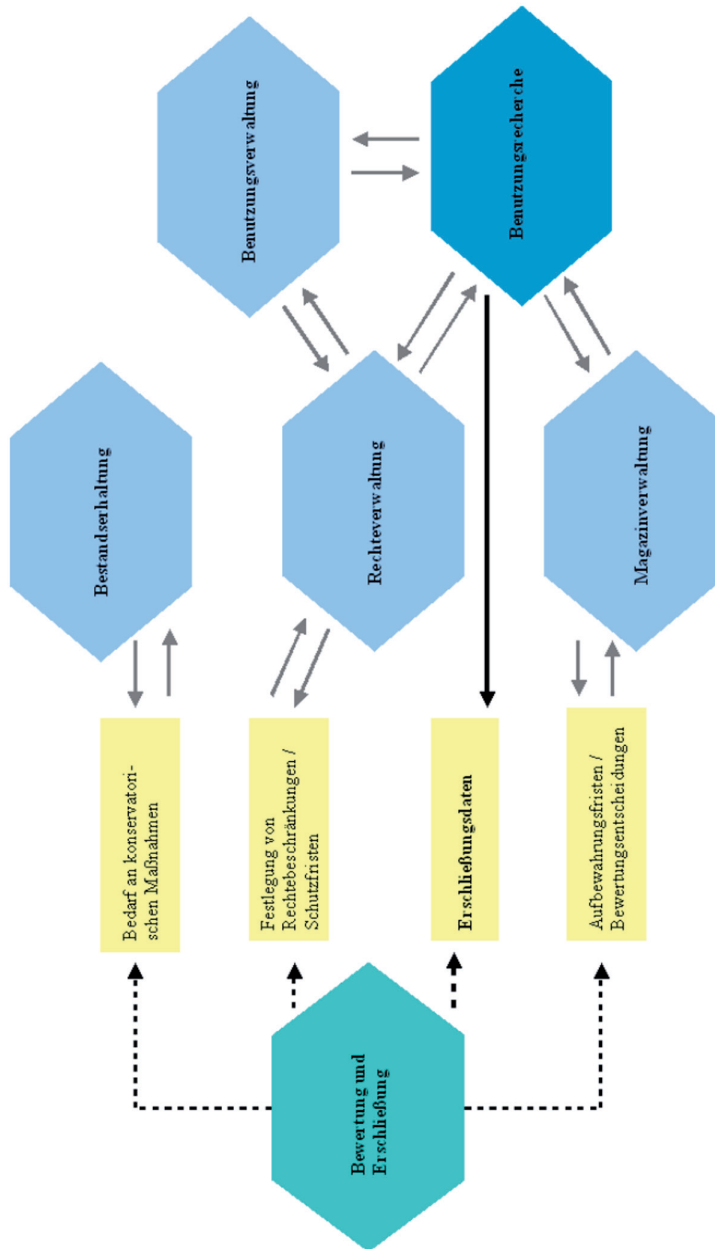 Bewertung und
Erschließung
Bedarf an konservatori-
schen Maßnahmen
Festlegung von
Rechtebeschränkungen /
Schutzfristen
Erschließungsdaten
Aufbewahrungsfristen /
Bewertungsentscheidungen
Bestandserhaltung
Rechteverwaltung
Magazinverwaltung
Benutzungsverwaltung
Benutzungsrecherche